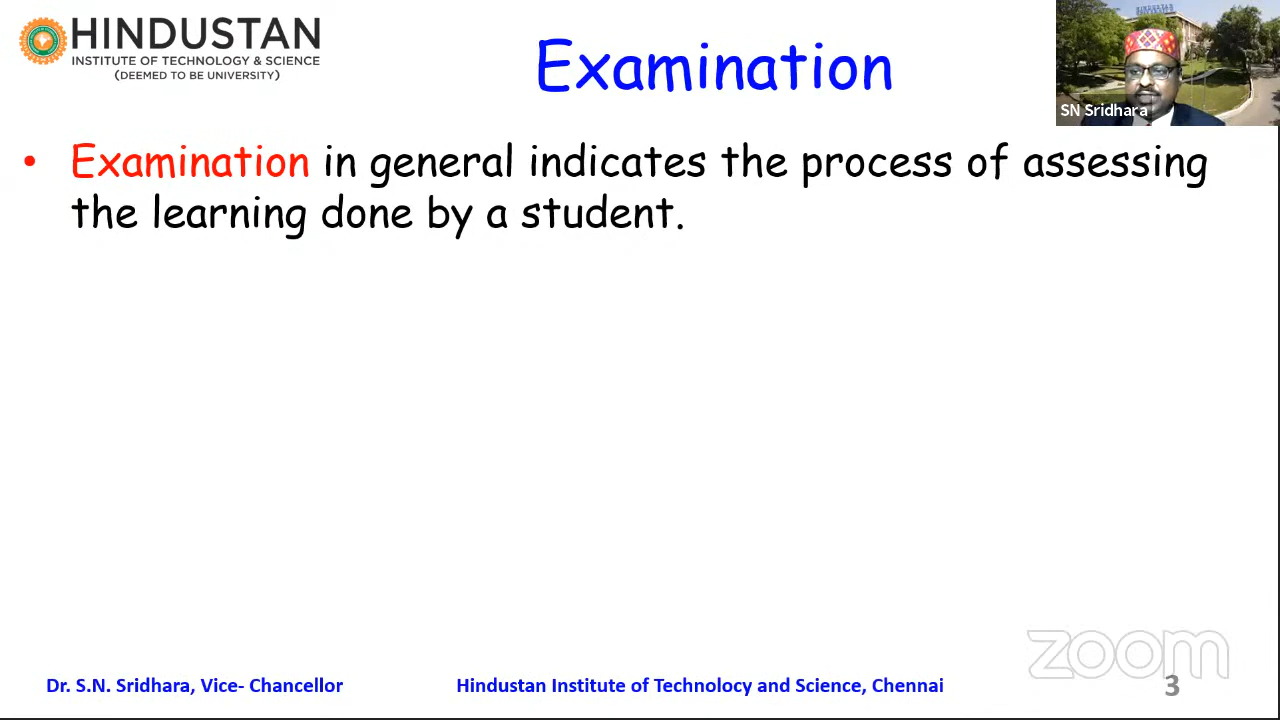 HINDUSTAN
INSTITUTE OF TECHNOLOGY & SCIENCE
(DEEMED TO BE UNIVERSITY)
Examination
SN Sridhara
• Examination in general indicates the process of assessing
the learning done by a student.
zoom
Dr. S.N. Sridhara, Vice- Chancellor
Hindustan Institute of Technology and Science, Chennai
3